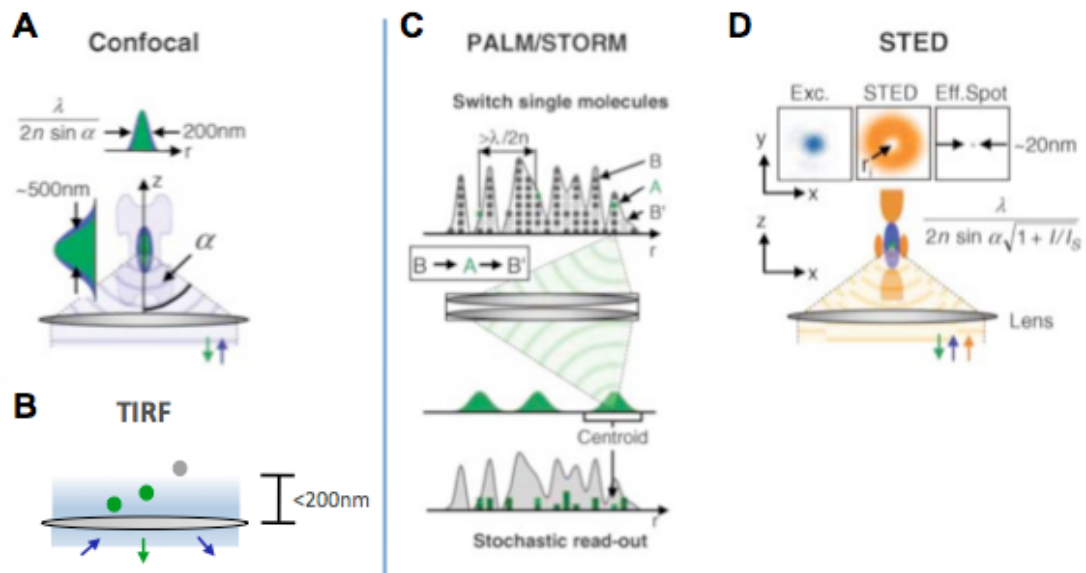 A
Confocal
λ
2n sin α
200nm
r
z
~500nm
α
B
TIRF
<200nm
C
PALM/STORM
Switch single molecules
>λ/2n
B
A
B'
r
B → A → B'
Centroid
r
Stochastic read-out
D
STED
Exc. STED Eff.Spot
y
r
~20nm
x
z
λ
2n sin α√1 + I/I_S
x
Lens